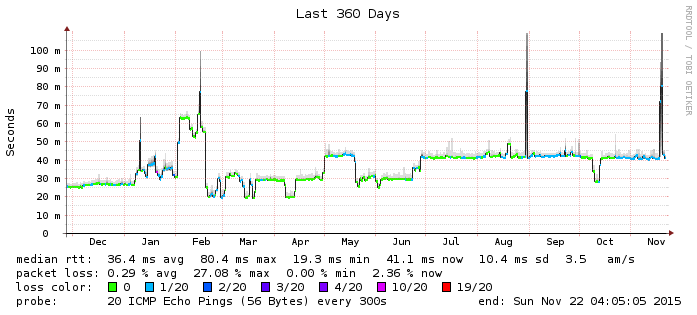 Last 360 Days
RRDTOOL / TOBI OETIKER
Seconds
100 m
90 m
80 m
70 m
60 m
50 m
40 m
30 m
20 m
10 m
0
Dec Jan Feb Mar Apr May Jun Jul Aug Sep Oct Nov
median rtt: 36.4 ms avg 80.4 ms max 19.3 ms min 41.1 ms now 10.4 ms sd 3.5 am/s
packet loss: 0.29 % avg 27.08 % max 0.00 % min 2.36 % now
loss color: 0 1/20 2/20 3/20 4/20 10/20 19/20
probe: 20 ICMP Echo Pings (56 Bytes) every 300s end: Sun Nov 22 04:05:05 2015